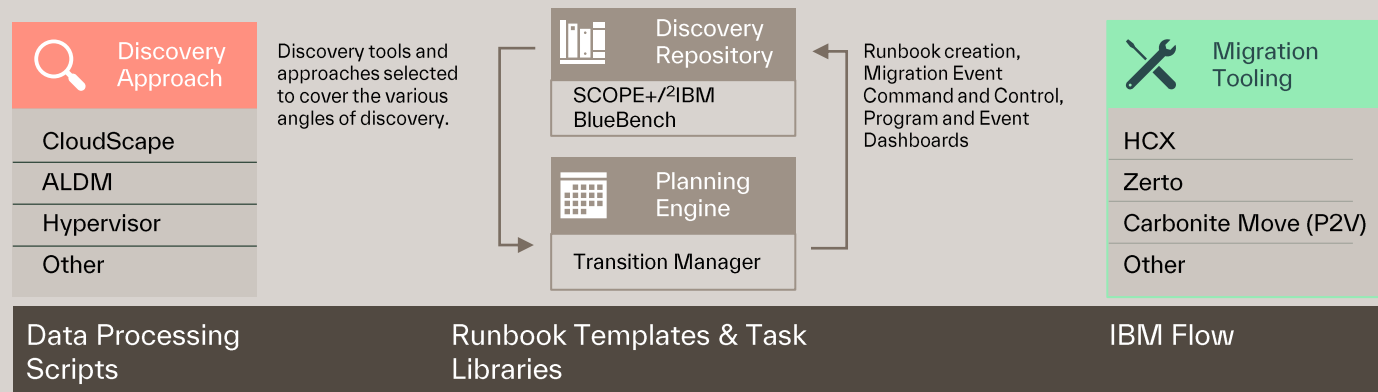 Discovery
Approach
CloudScape
ALDM
Hypervisor
Other
Discovery tools and
approaches selected
to cover the various
angles of discovery.
Discovery
Repository
SCOPE+/²IBM
BlueBench
Planning
Engine
Transition Manager
Runbook creation,
Migration Event
Command and Control,
Program and Event
Dashboards
Migration
Tooling
HCX
Zerto
Carbonite Move (P2V)
Other
Data Processing
Scripts
Runbook Templates & Task
Libraries
IBM Flow